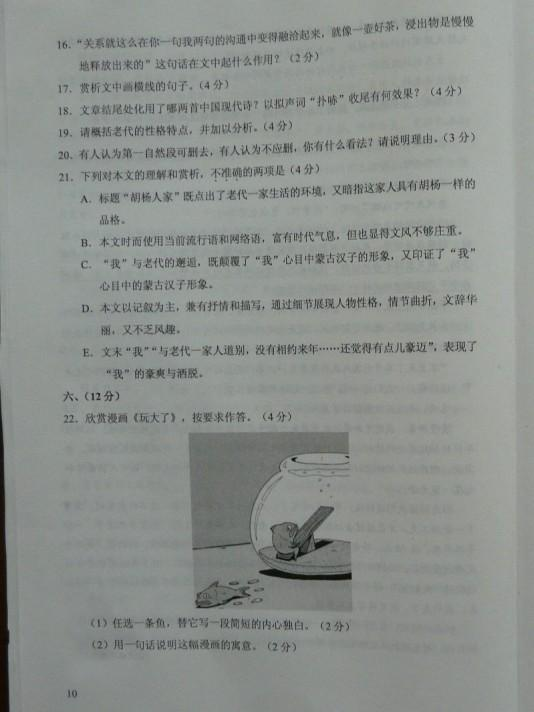 16.“关系就这么在你一句我两句的沟通中变得融洽起来，就像一壶好茶，浸出物是慢慢
地释放出来的”这句话在文中起什么作用？（2分）
17. 赏析文中画横线的句子。（4分）
18. 文章结尾处化用了哪两首中国现代诗？以拟声词“扑哧”收尾有何效果？（4分）
19. 请概括老代的性格特点，并加以分析。（4分）
20. 有人认为第一自然段可删去，有人认为不应删，你有什么看法？请说明理由。（3分）
21. 下列对本文的理解和赏析，不准确的两项是（4分）
A. 标题“胡杨人家”既点出了老代一家生活的环境，又暗指这家人具有胡杨一样的
品格。
B. 本文时而使用当前流行语和网络语，富有时代气息，但也显得文风不够庄重。
C. “我”与老代的邂逅，既颠覆了“我”心目中蒙古汉子的形象，又印证了“我”
心目中的蒙古汉子形象。
D. 本文以记叙为主，兼有抒情和描写，通过细节展现人物性格，情节曲折，文辞华
丽，又不乏风趣。
E. 文末“我”“与老代一家人道别，没有相约来年……还觉得有点儿豪迈”，表现了
“我”的豪爽与洒脱。
六、（12分）
22. 欣赏漫画《玩大了》，按要求作答。（4分）
（1）任选一条鱼，替它写一段简短的内心独白。（2分）
（2）用一句话说明这幅漫画的寓意。（2分）
10